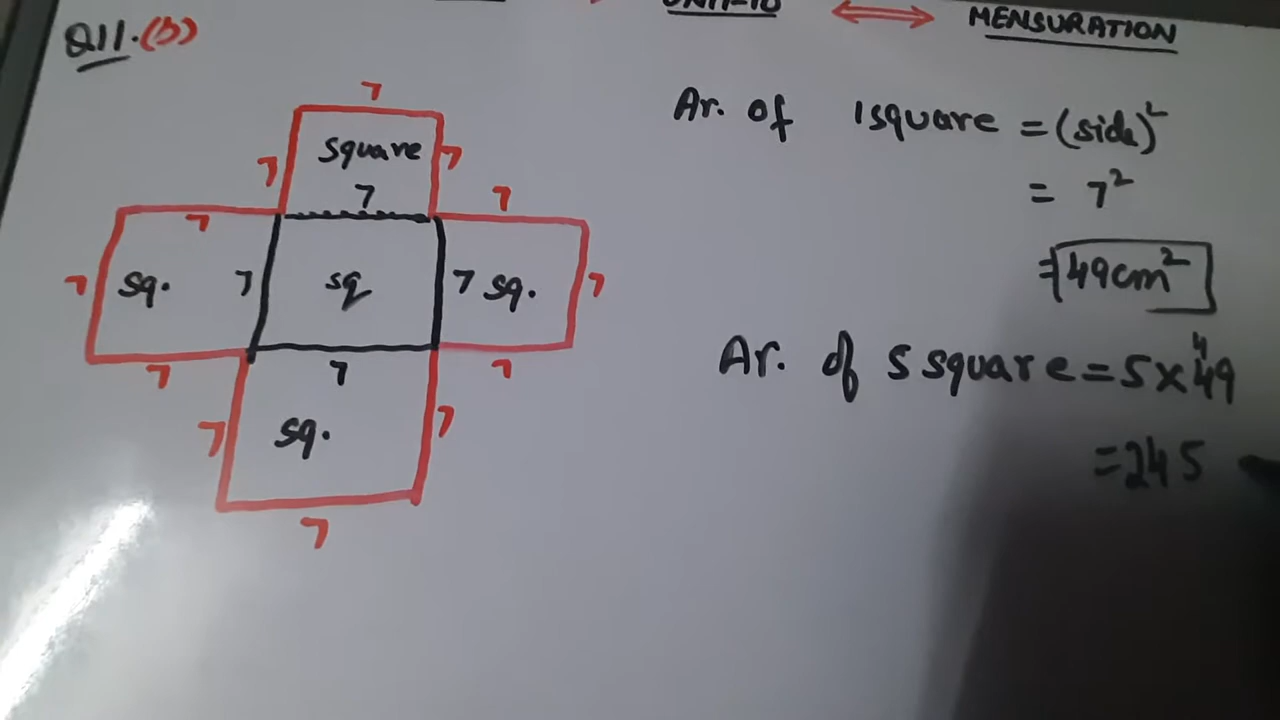 MENSURATION
Q11.(b)
7
square
7 7
7
7 7
7 sq. 7 sq 7 sq. 7
7 7 7
7 sq. 7
7
Ar. of 1square = (side)²
= 7²
= 49cm²
Ar. of 5 square = 5 × 49
4
= 245